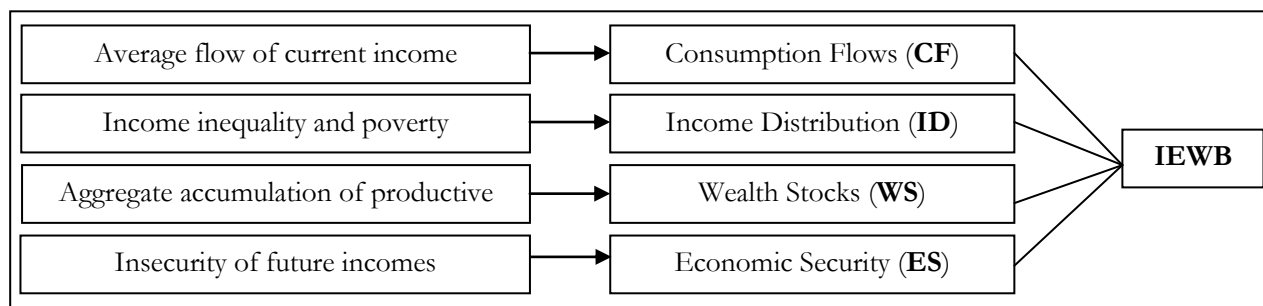 Average flow of current income
Consumption Flows (CF)
Income inequality and poverty
Income Distribution (ID)
IEWB
Aggregate accumulation of productive
Wealth Stocks (WS)
Insecurity of future incomes
Economic Security (ES)